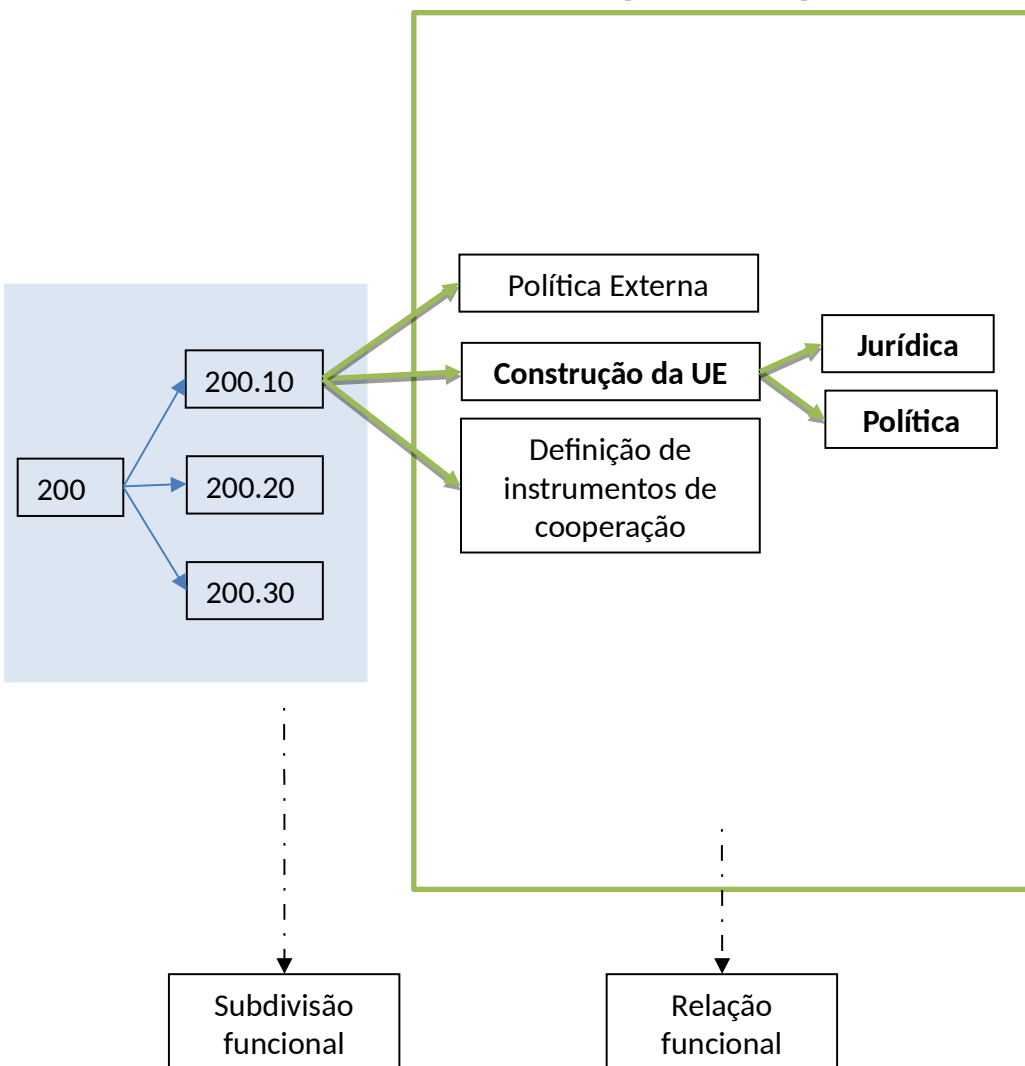 Política Externa
Jurídica
200.10
Construção da UE
Política
Definição de
instrumentos de
cooperação
200
200.20
200.30
Subdivisão
funcional
Relação
funcional